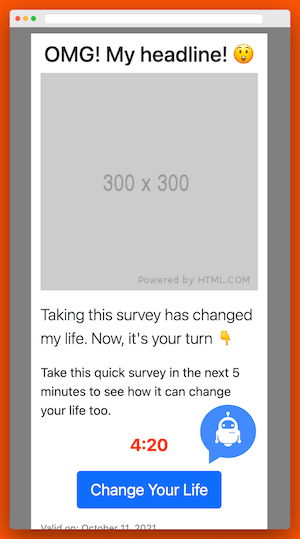 OMG! My headline! 😲
300 x 300
Powered by HTML.COM
Taking this survey has changed
my life. Now, it's your turn 👇
Take this quick survey in the next 5
minutes to see how it can change
your life too.
4:20
Change Your Life
Valid on: October 11, 2021